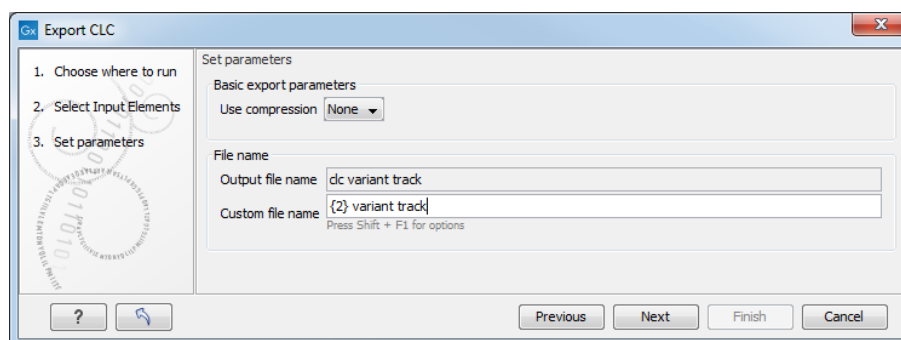 Gx Export CLC
X
1. Choose where to run
2. Select Input Elements
3. Set parameters
Set parameters
Basic export parameters
Use compression None
File name
Output file name clc variant track
Custom file name {2} variant track
Press Shift + F1 for options
? Previous Next Finish Cancel